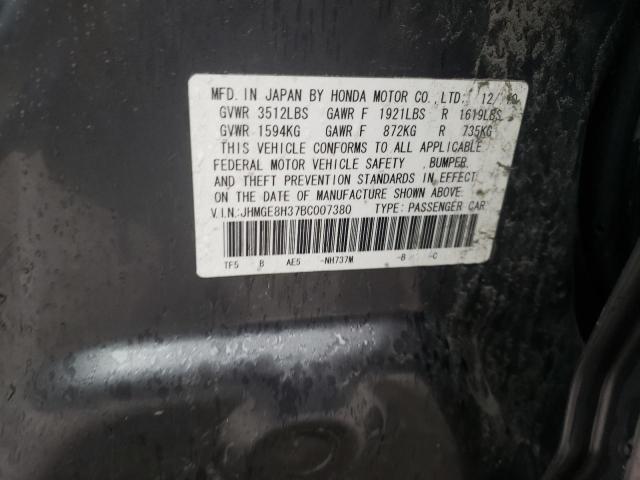 MFD. IN JAPAN BY HONDA MOTOR CO., LTD. 12/10
GVWR 3512LBS GAWR F 1921LBS R 1619LBS
GVWR 1594KG GAWR F 872KG R 735KG
THIS VEHICLE CONFORMS TO ALL APPLICABLE
FEDERAL MOTOR VEHICLE SAFETY, BUMPER,
AND THEFT PREVENTION STANDARDS IN EFFECT
ON THE DATE OF MANUFACTURE SHOWN ABOVE.
V.I.N.:JHMGE8H37BC007380 TYPE: PASSENGER CAR
TF5 B AE5 -NH737M -B -C